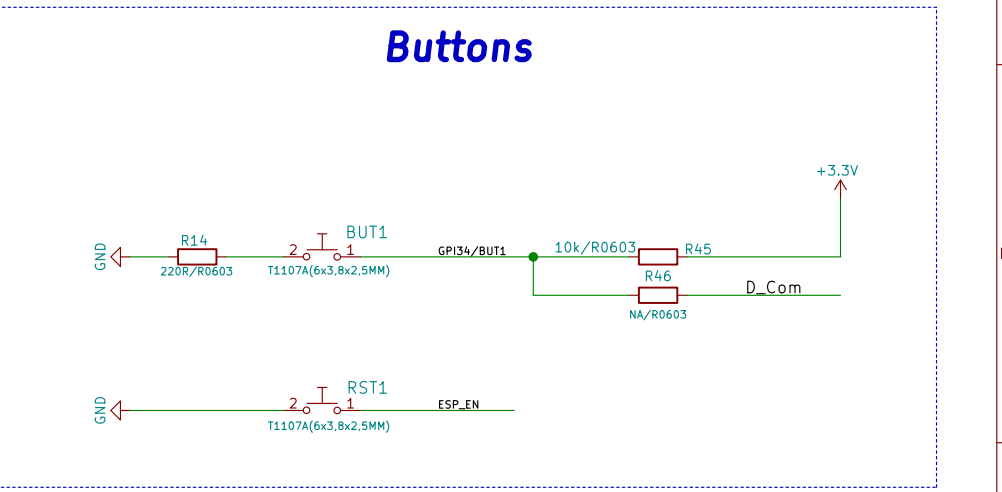 Buttons
+3.3V
GND
R14
220R/R0603
2
BUT1
1
T1107A(6x3,8x2,5MM)
GPI34/BUT1
10k/R0603
R45
R46
NA/R0603
D_Com
GND
2
RST1
1
T1107A(6x3,8x2,5MM)
ESP_EN